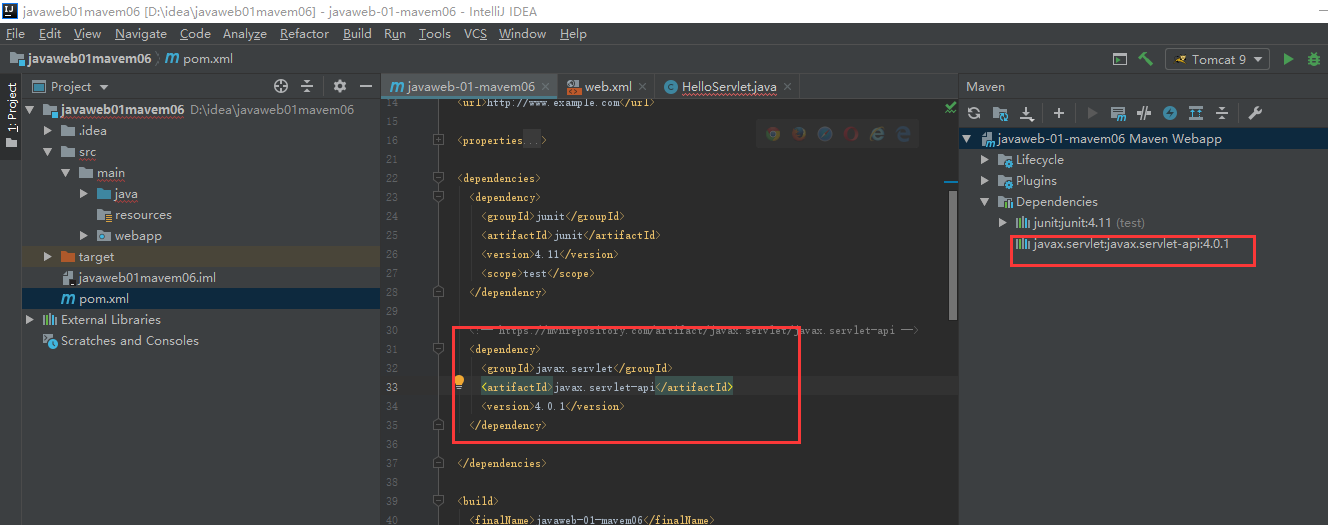 javaweb01mavem06 [D:\idea\javaweb01mavem06] - javaweb-01-mavem06 - IntelliJ IDEA
File Edit View Navigate Code Analyze Refactor Build Run Tools VCS Window Help
javaweb01mavem06 pom.xml
Tomcat 9
1: Project
Project
javaweb01mavem06 D:\idea\javaweb01mavem06
.idea
src
main
java
resources
webapp
target
javaweb01mavem06.iml
pom.xml
External Libraries
Scratches and Consoles
javaweb-01-mavem06
web.xml
HelloServlet.java
14 <url>http://www.example.com</url>
15
16 <properties...>
21
22 <dependencies>
23 <dependency>
24 <groupId>junit</groupId>
25 <artifactId>junit</artifactId>
26 <version>4.11</version>
27 <scope>test</scope>
28 </dependency>
29
30 <!-- https://mvnrepository.com/artifact/javax.servlet/javax.servlet-api -->
31 <dependency>
32 <groupId>javax.servlet</groupId>
33 <artifactId>javax.servlet-api</artifactId>
34 <version>4.0.1</version>
35 </dependency>
36
37 </dependencies>
38
39 <build>
40 <finalName>javaweb-01-mavem06</finalName>
Maven
javaweb-01-mavem06 Maven Webapp
Lifecycle
Plugins
Dependencies
junit:junit:4.11 (test)
javax.servlet:javax.servlet-api:4.0.1